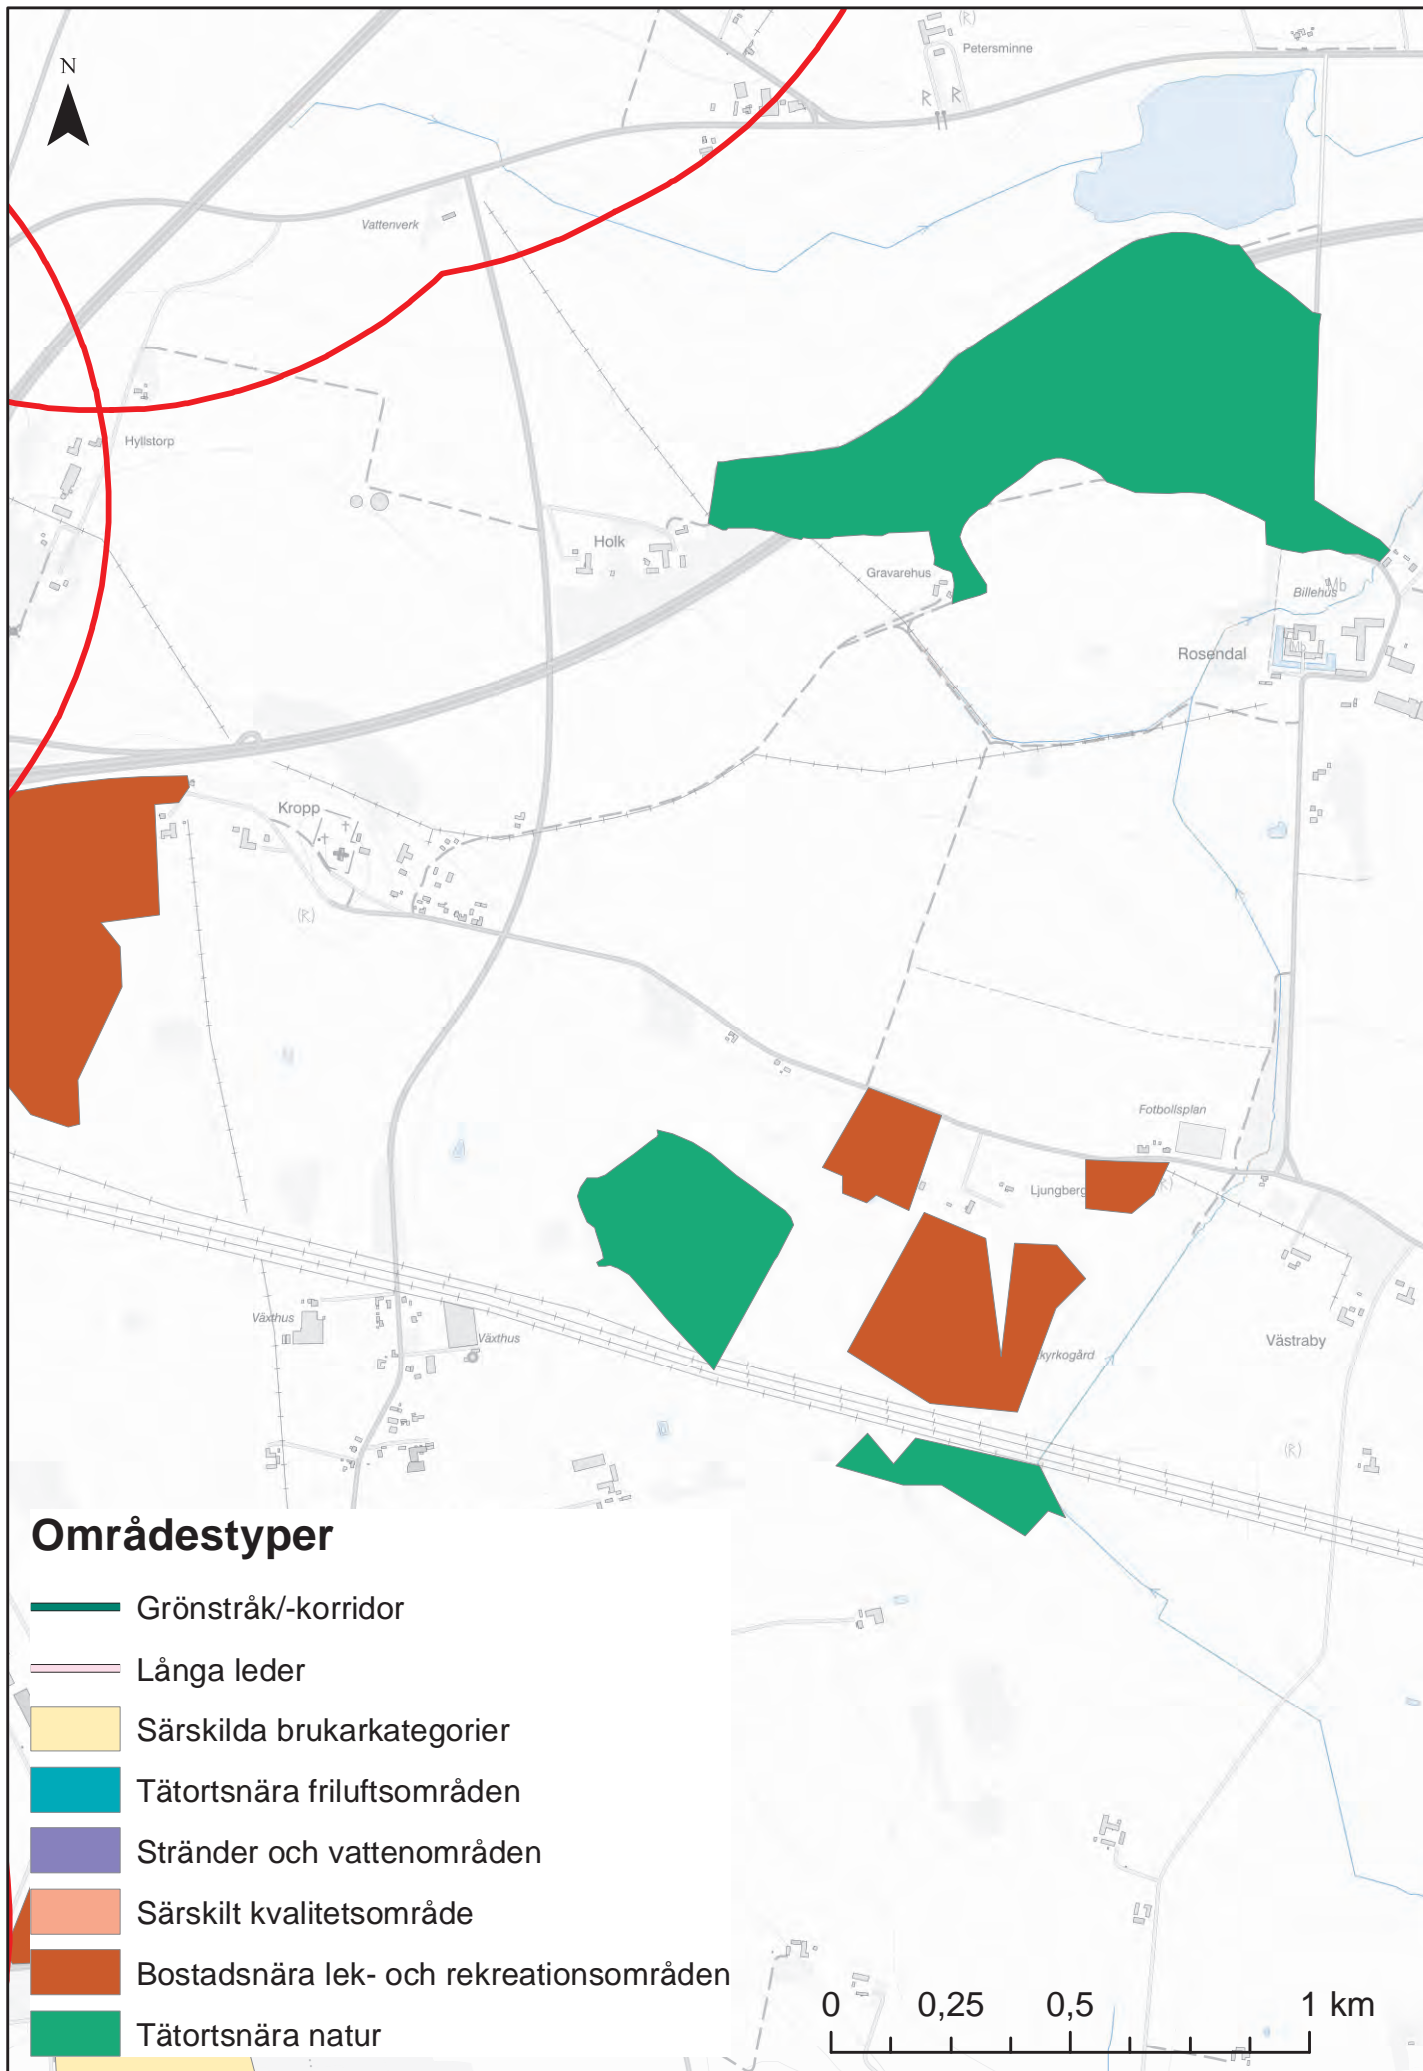 N
(R)
Petersminne
R R
Vattenverk
Hyllstorp
Holk
Gravarehus
Mb
Billehus
Rosendal
Kropp
(R)
Fotbollsplan
Ljungberg
Växthus
Växthus
kyrkogård
Västraby
(R)
Områdestyper
Grönstråk/-korridor
Långa leder
Särskilda brukarkategorier
Tätortsnära friluftsområden
Stränder och vattenområden
Särskilt kvalitetsområde
Bostadsnära lek- och rekreationsområden
Tätortsnära natur
0 0,25 0,5 1 km